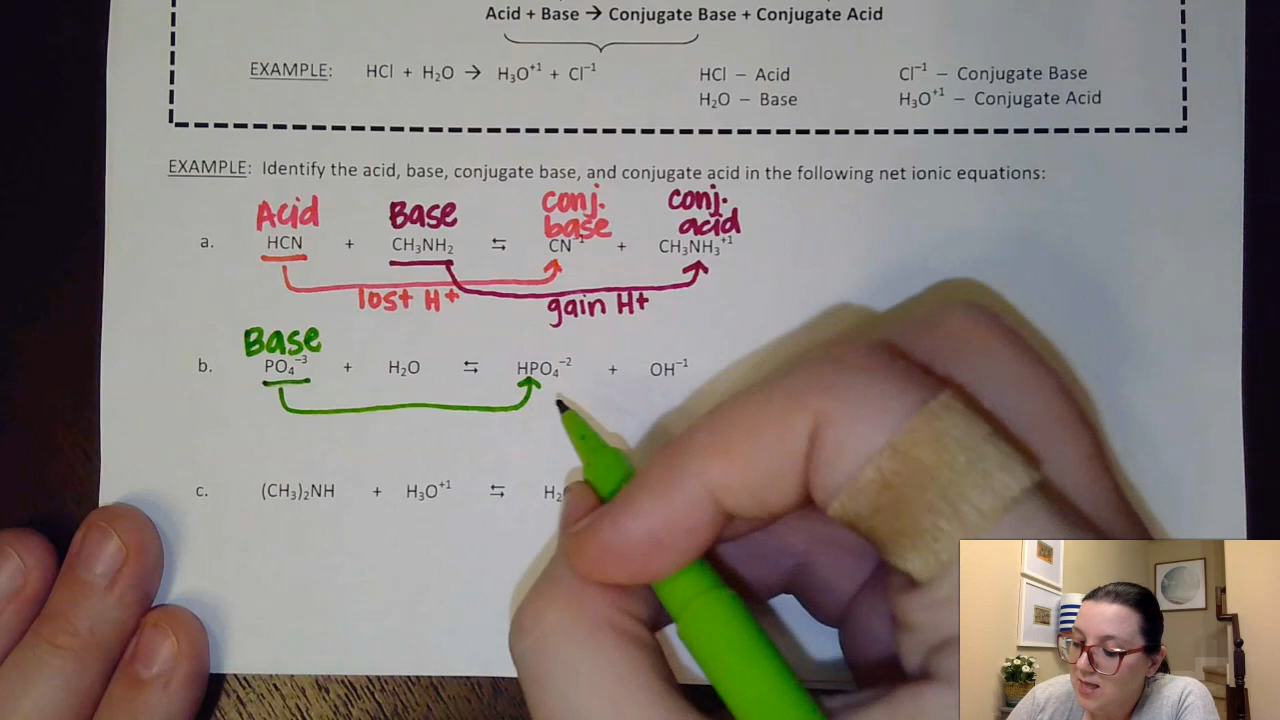 Acid + Base → Conjugate Base + Conjugate Acid
EXAMPLE: HCl + H₂O → H₃O⁺¹ + Cl⁻¹ HCl – Acid Cl⁻¹ – Conjugate Base
H₂O – Base H₃O⁺¹ – Conjugate Acid
EXAMPLE: Identify the acid, base, conjugate base, and conjugate acid in the following net ionic equations:
Acid Base conj. base conj. acid
a. HCN + CH₃NH₂ ⇆ CN⁻¹ + CH₃NH₃⁺¹
lost H+ gain H+
Base
b. PO₄⁻³ + H₂O ⇆ HPO₄⁻² + OH⁻¹
c. (CH₃)₂NH + H₃O⁺¹ ⇆